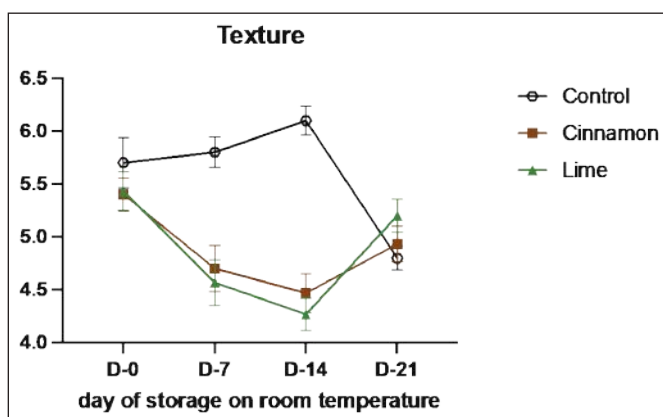 Texture
6.5
6.0
5.5
5.0
4.5
4.0
D-0 D-7 D-14 D-21
day of storage on room temperature
Control
Cinnamon
Lime